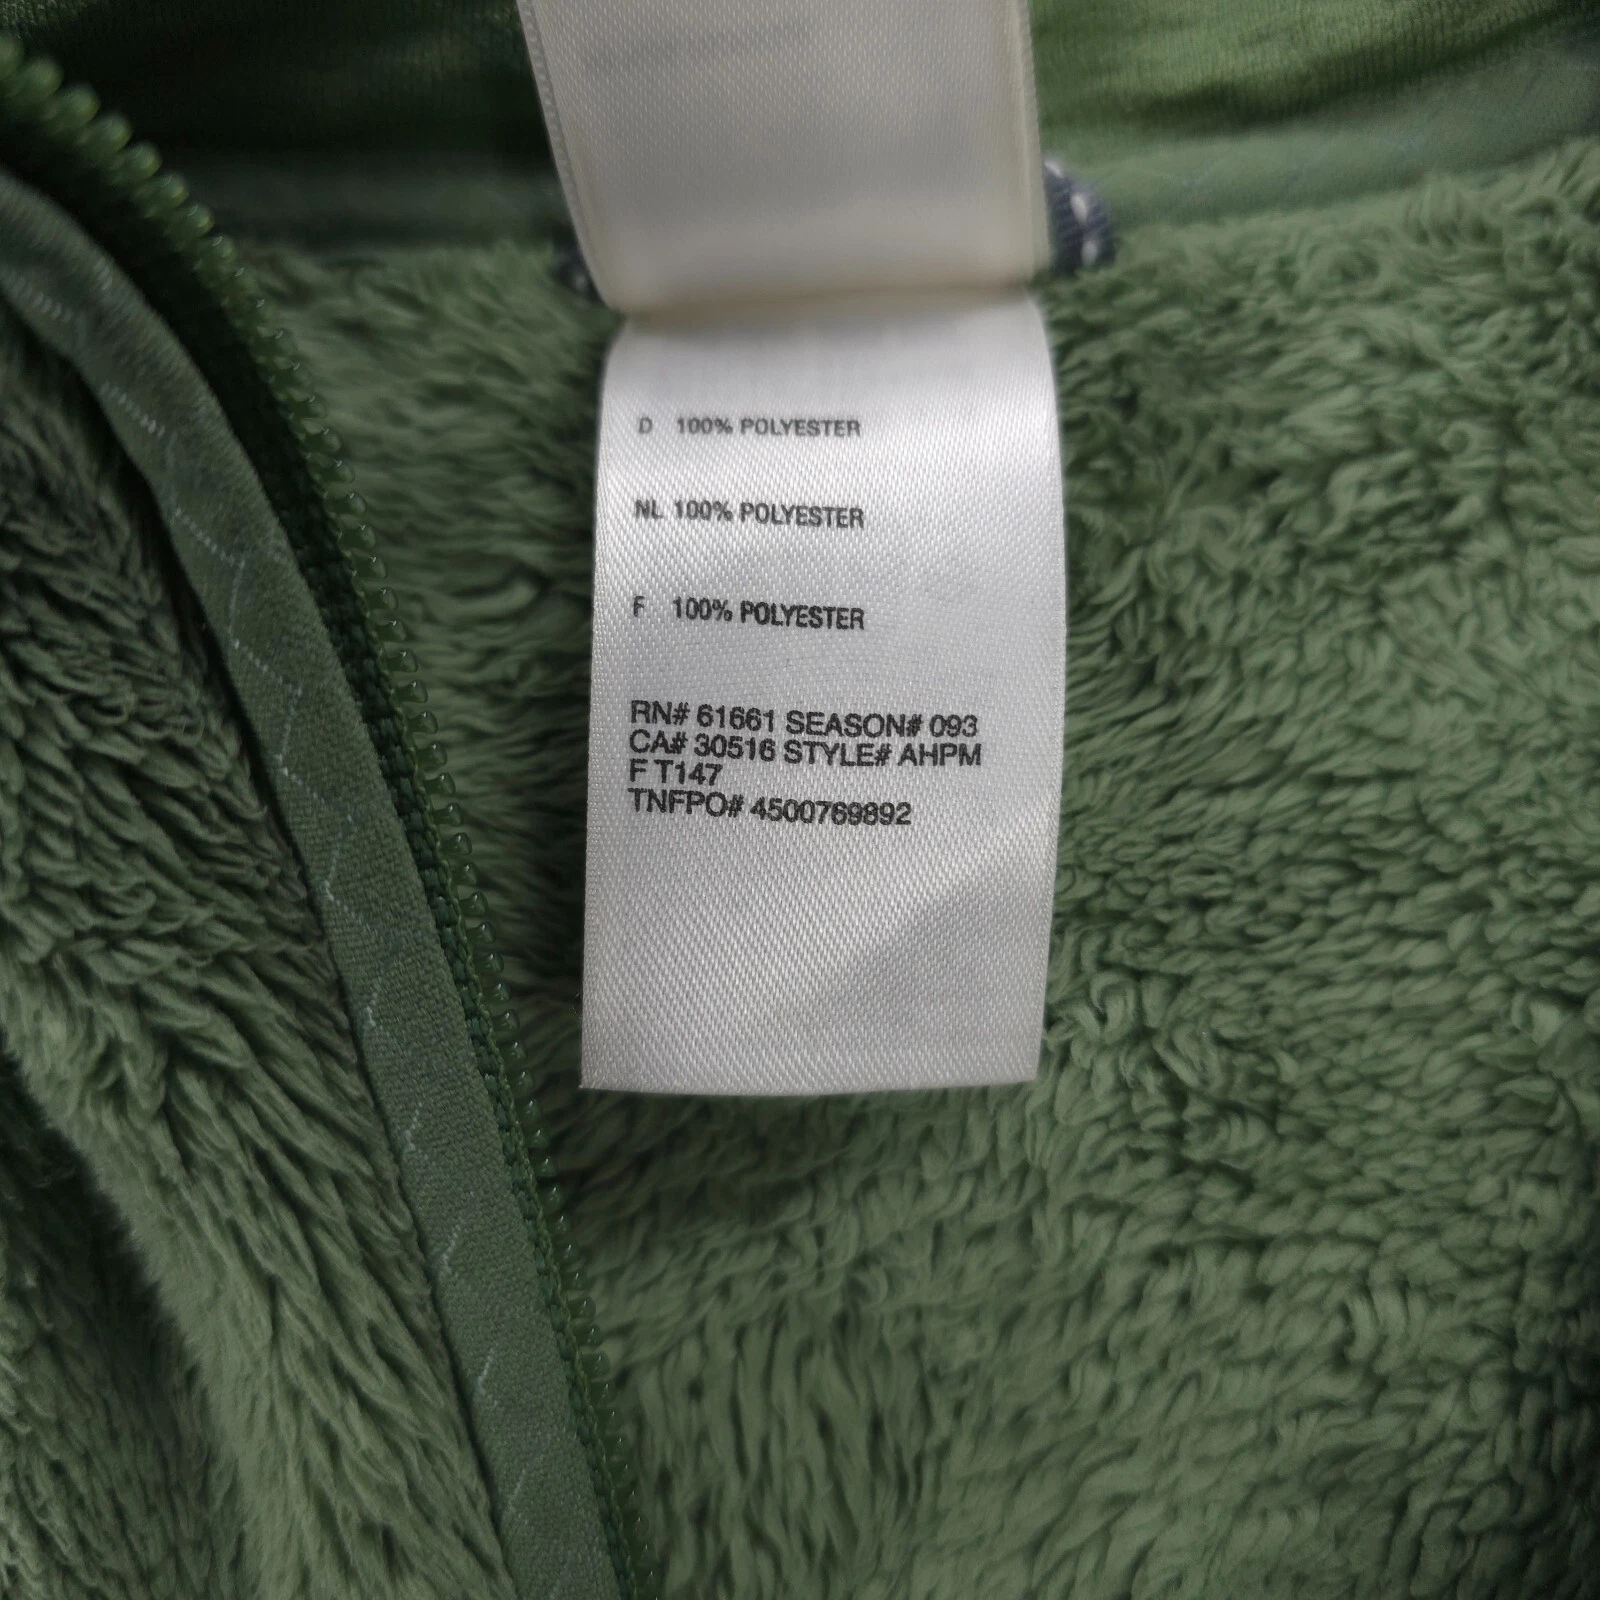 D 100% POLYESTER
NL 100% POLYESTER
F 100% POLYESTER
RN# 61661 SEASON# 093
CA# 30516 STYLE# AHPM
F T147
TNFPO# 4500769892